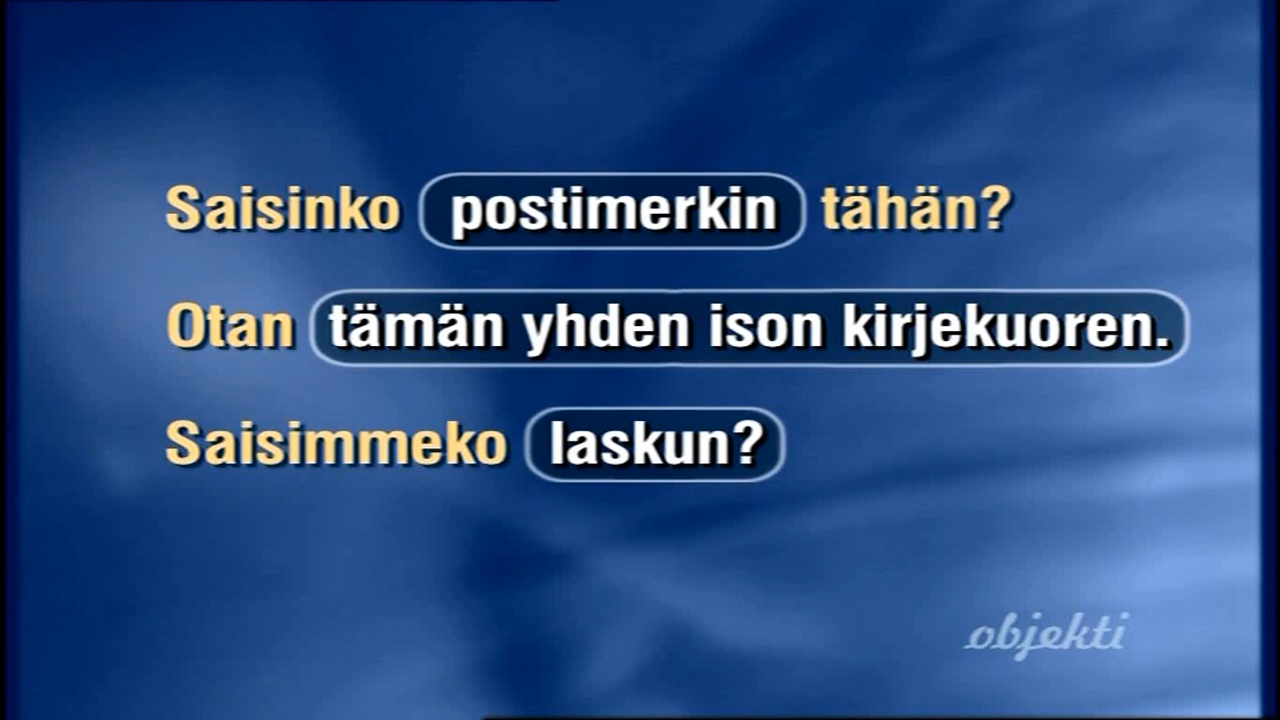 Saisinko postimerkin tähän?
Otan tämän yhden ison kirjekuoren.
Saisimmeko laskun?
objekti